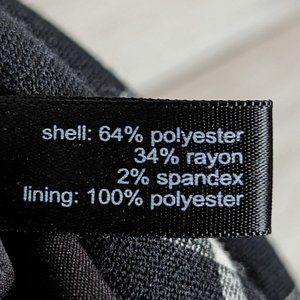 shell: 64% polyester
34% rayon
2% spandex
lining: 100% polyester